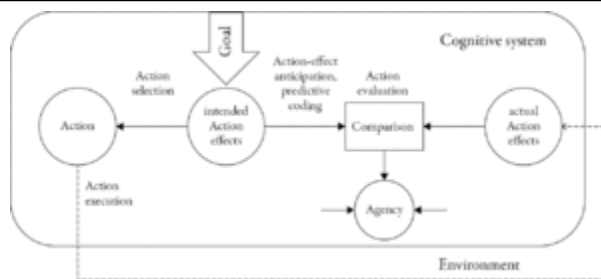 Goal
Cognitive system
Action-effect
anticipation,
predictive
coding
Action
selection
Action
evaluation
Action
intended
Action
effects
Comparison
actual
Action
effects
Action
execution
Agency
Environment